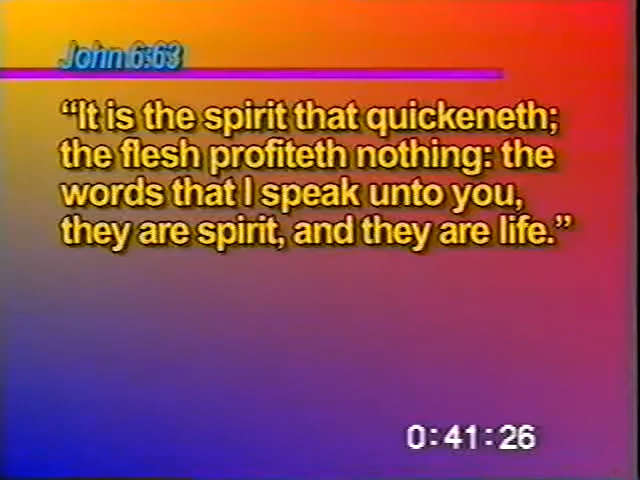 John 6:63
“It is the spirit that quickeneth;
the flesh profiteth nothing: the
words that I speak unto you,
they are spirit, and they are life.”
0:41:26